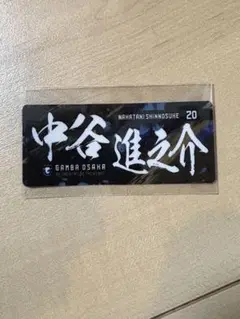 NAKATANI SHINNOSUKE 20
中谷 進之介
GAMBA OSAKA